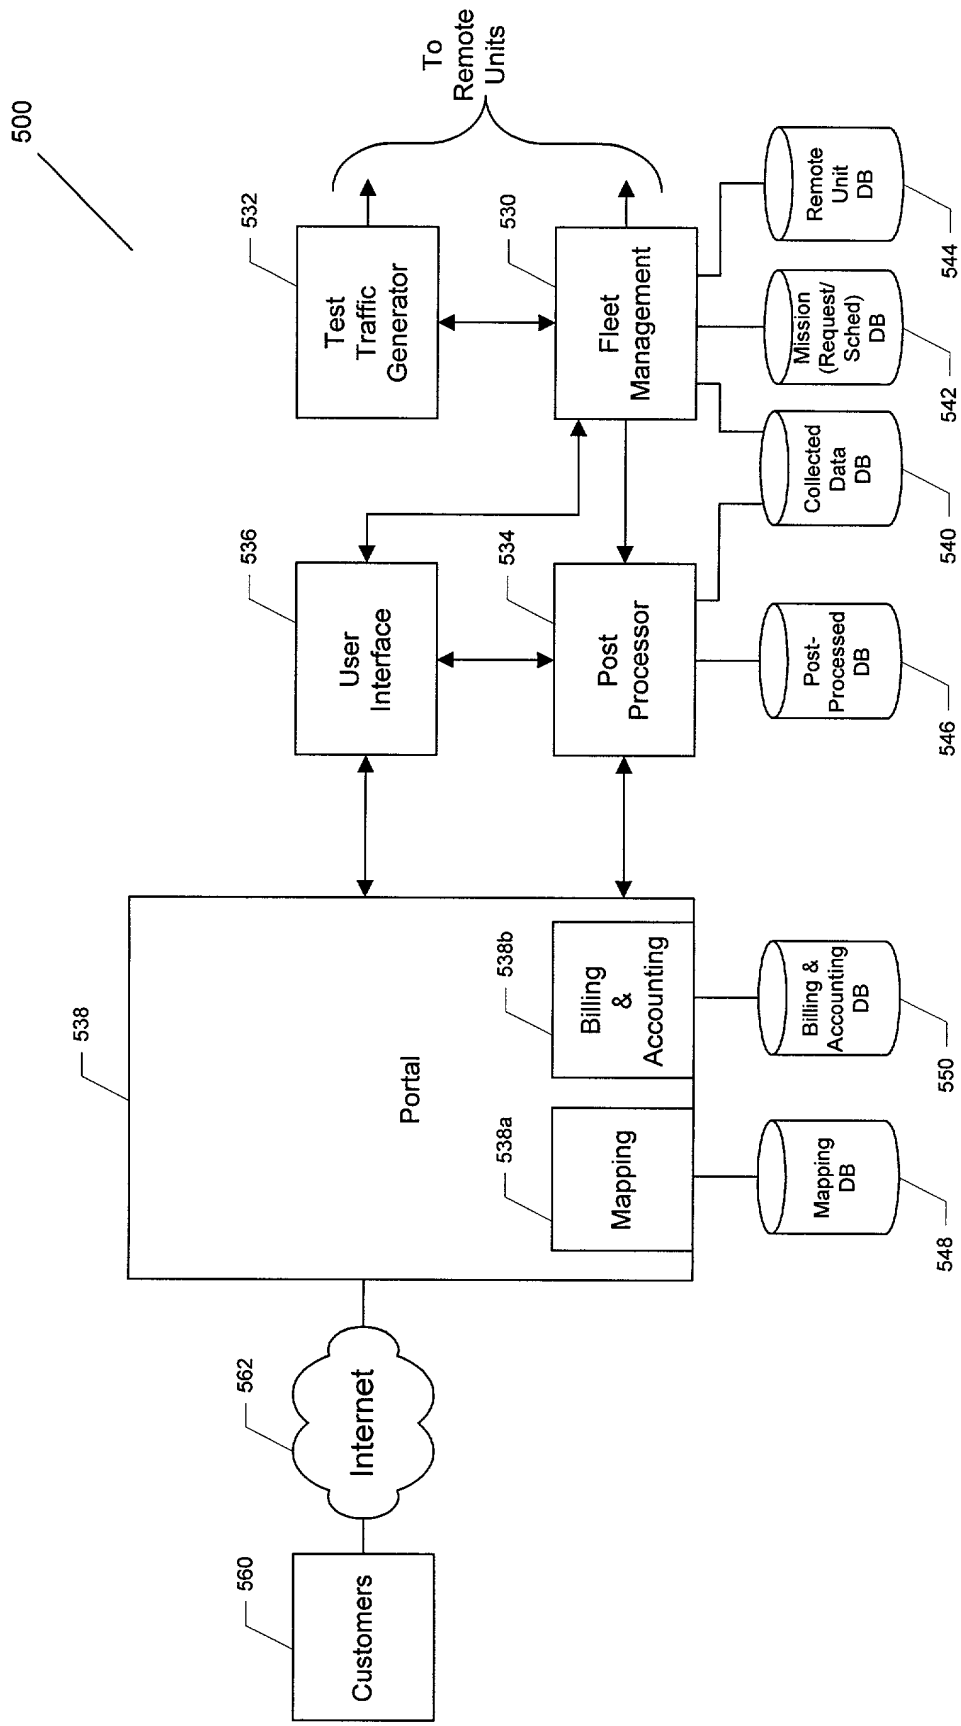 500
To
Remote
Units
532
Test
Traffic
Generator
530
Fleet
Management
536
User
Interface
534
Post
Processor
538
Portal
538a
Mapping
538b
Billing
&
Accounting
562
Internet
560
Customers
Mapping
DB
548
Billing &
Accounting
DB
550
Post-
Processed
DB
546
Collected
Data
DB
540
Mission
(Request/
Sched)
DB
542
Remote
Unit
DB
544